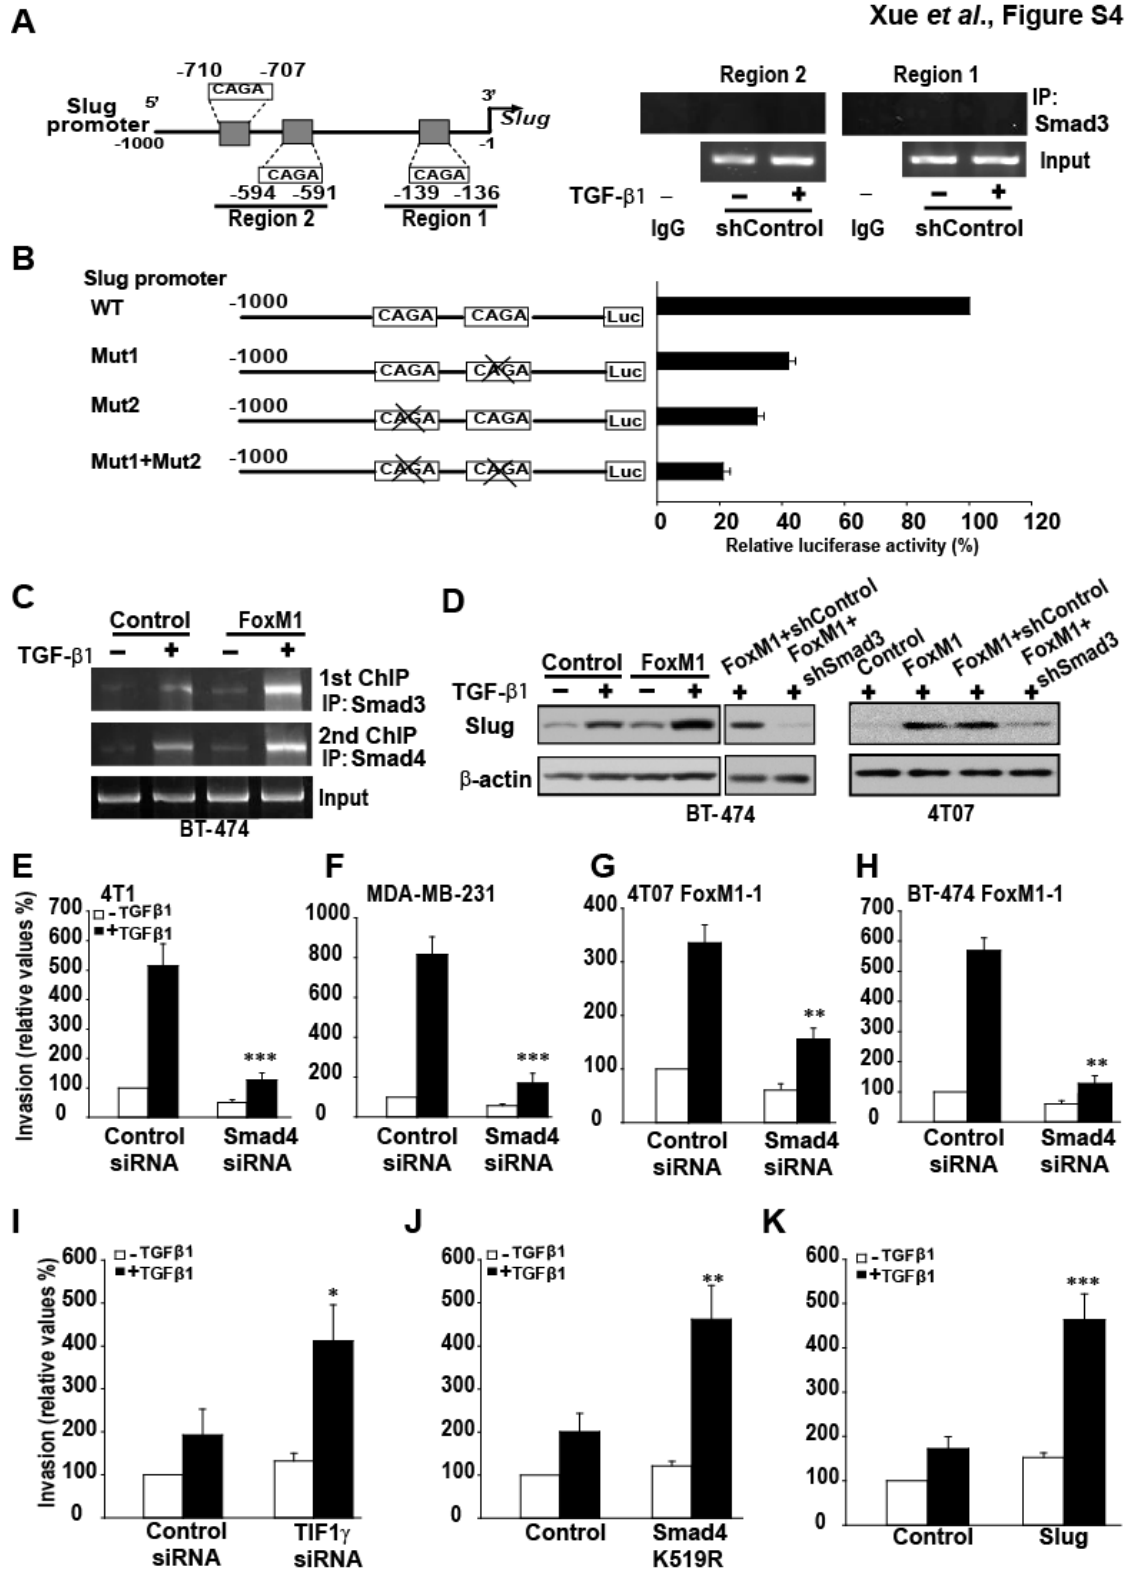 Xue et al., Figure S4
A
-710 -707
CAGA
5'
3'
Slug
promoter
-1000
Slug
-1
CAGA
CAGA
-594 -591
-139 -136
Region 2
Region 1
Region 2
Region 1
IP:
Smad3
Input
TGF-β1 – – + – – +
IgG shControl IgG shControl
B
Slug promoter
WT
-1000
CAGA CAGA Luc
Mut1
-1000
CAGA CAGA Luc
Mut2
-1000
CAGA CAGA Luc
Mut1+Mut2
-1000
CAGA CAGA Luc
0 20 40 60 80 100 120
Relative luciferase activity (%)
C
Control FoxM1
TGF-β1 – + – +
1st ChIP
IP: Smad3
2nd ChIP
IP: Smad4
Input
BT-474
D
Control FoxM1
FoxM1+shControl
FoxM1+
shSmad3
Control
FoxM1
FoxM1+shControl
FoxM1+
shSmad3
TGF-β1 – + – + + + + + + +
Slug
β-actin
BT-474
4T07
E
4T1
-TGFβ1
+TGFβ1
Invasion (relative values %)
700
600
500
400
300
200
100
0
***
Control
siRNA
Smad4
siRNA
F
MDA-MB-231
1000
800
600
400
200
0
***
Control
siRNA
Smad4
siRNA
G
4T07 FoxM1-1
400
300
200
100
0
**
Control
siRNA
Smad4
siRNA
H
BT-474 FoxM1-1
700
600
500
400
300
200
100
0
**
Control
siRNA
Smad4
siRNA
I
-TGFβ1
+TGFβ1
Invasion (relative values %)
600
500
400
300
200
100
0
*
Control
siRNA
TIF1γ
siRNA
J
-TGFβ1
+TGFβ1
600
500
400
300
200
100
0
**
Control
Smad4
K519R
K
-TGFβ1
+TGFβ1
600
500
400
300
200
100
0
***
Control
Slug